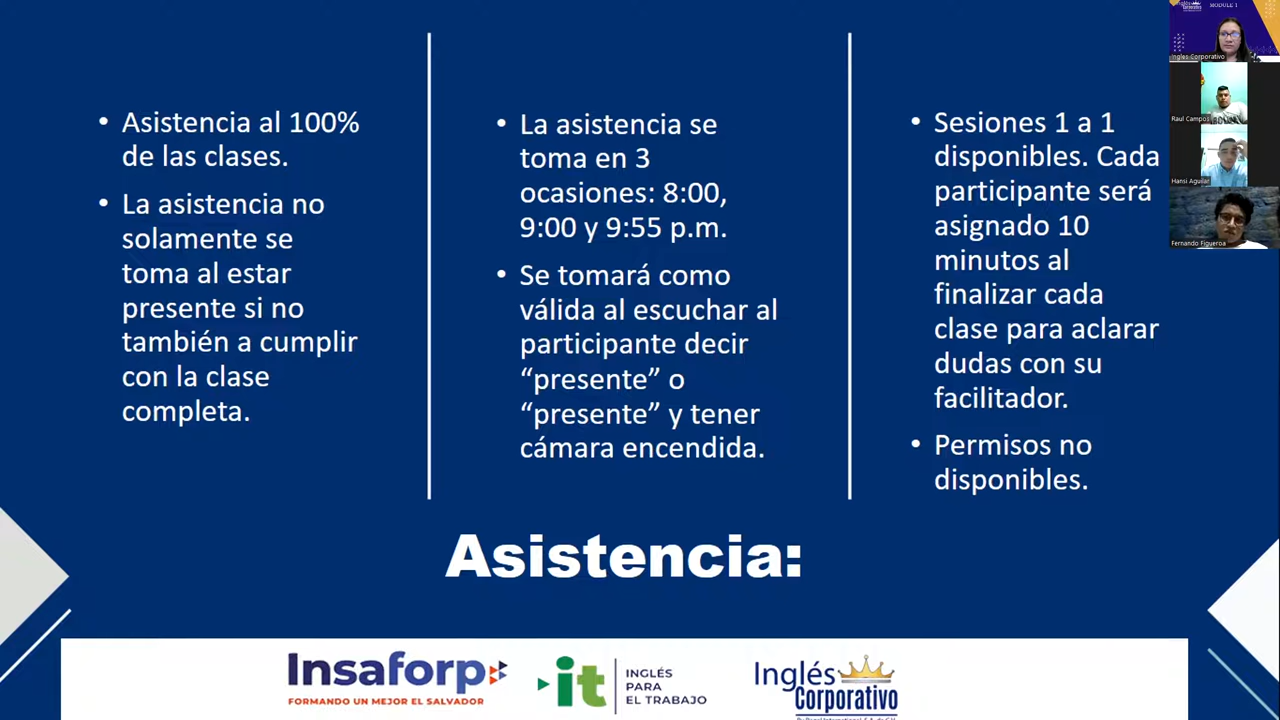 • Asistencia al 100%
de las clases.
• La asistencia no
solamente se
toma al estar
presente si no
también a cumplir
con la clase
completa.
• La asistencia se
toma en 3
ocasiones: 8:00,
9:00 y 9:55 p.m.
• Se tomará como
válida al escuchar al
participante decir
“presente” o
“presente” y tener
cámara encendida.
• Sesiones 1 a 1
disponibles. Cada
participante será
asignado 10
minutos al
finalizar cada
clase para aclarar
dudas con su
facilitador.
• Permisos no
disponibles.
Asistencia:
Insaforp
FORMANDO UN MEJOR EL SALVADOR
it
INGLÉS
PARA
EL TRABAJO
Inglés
Corporativo
MODULE 1
Inglés Corporativo
Raul Campos
Hansi Aguilar
Fernando Figueroa